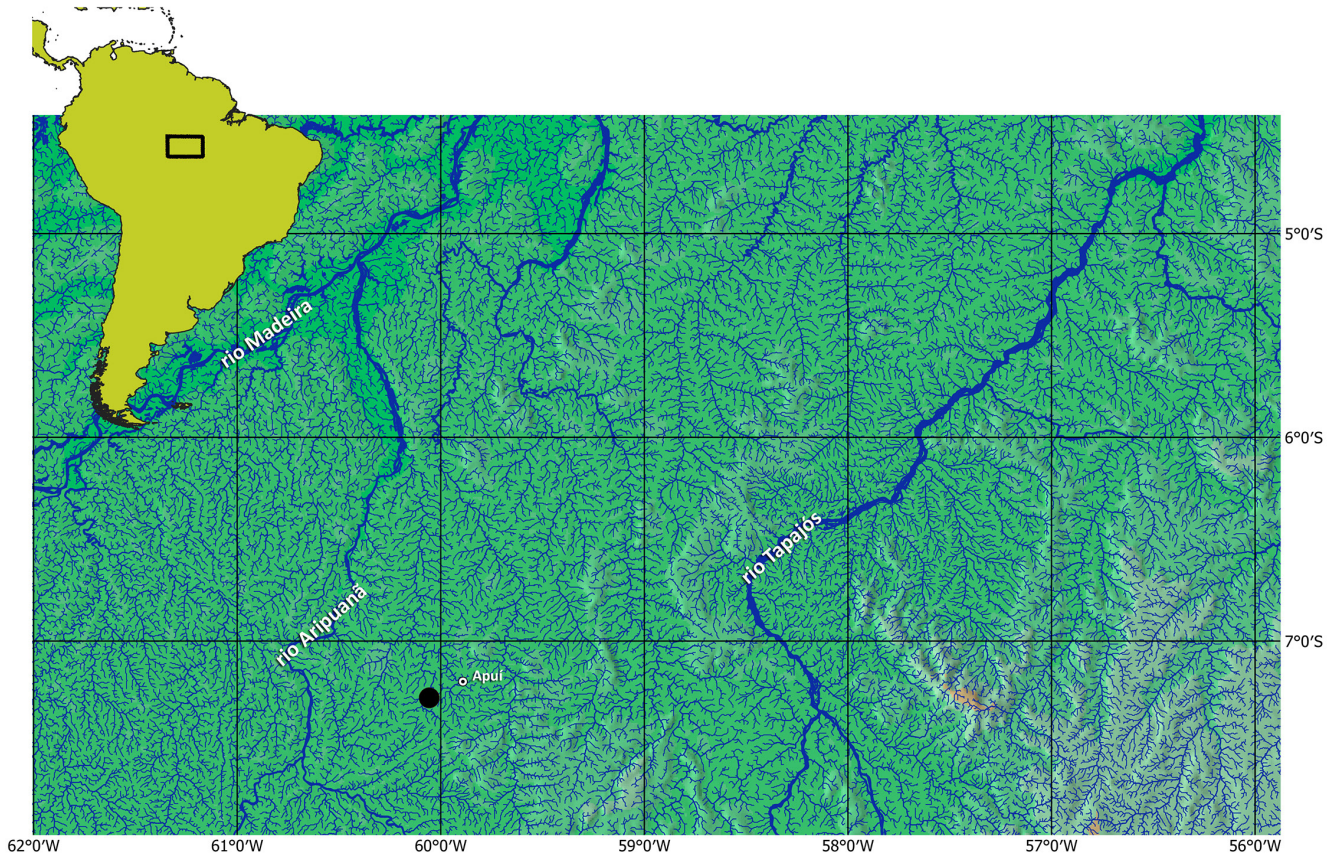 5°0′S
rio Madeira
6°0′S
rio Tapajós
rio Aripuanã
7°0′S
Apuí
62°0′W
61°0′W
60°0′W
59°0′W
58°0′W
57°0′W
56°0′W